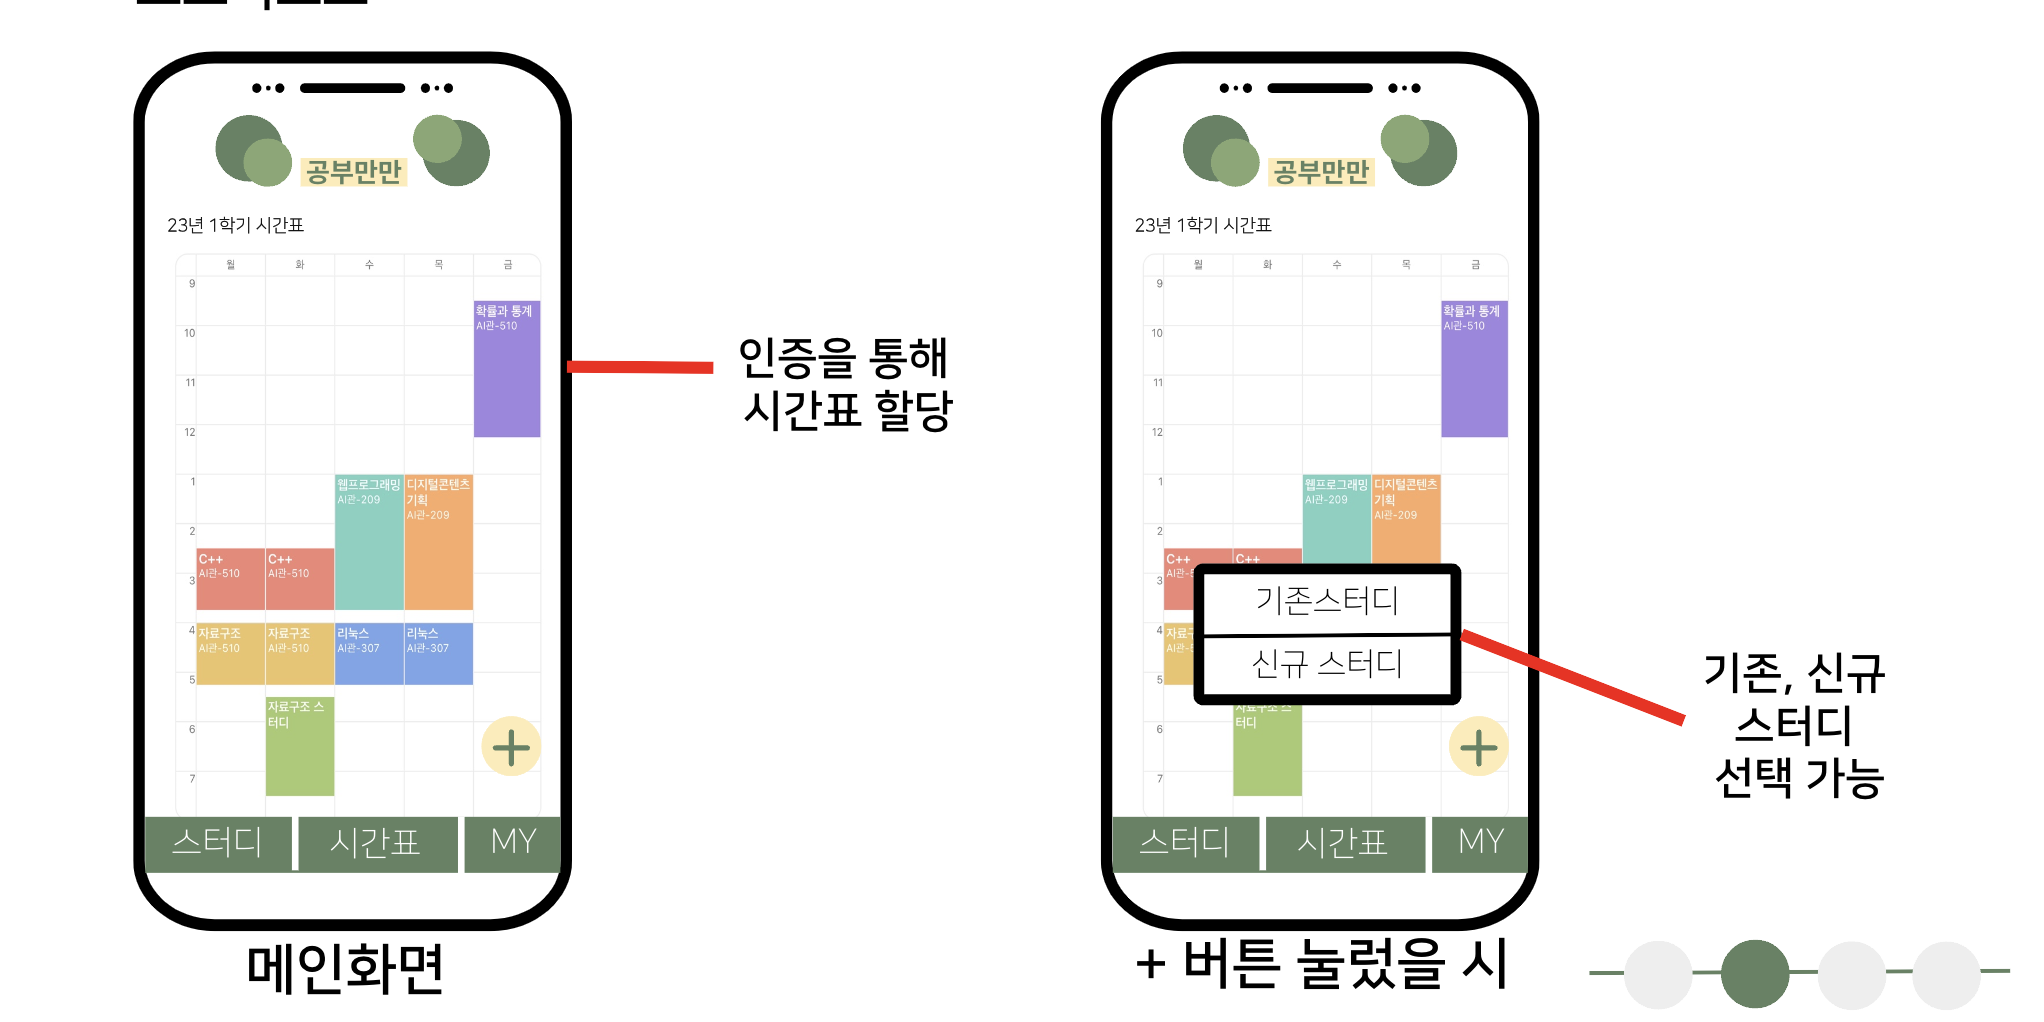 공부만만
23년 1학기 시간표
월 화 수 목 금
9
확률과 통계
AI관-510
10
11
12
1
웹프로그래밍
AI관-209
디지털콘텐츠
기획
AI관-209
2
C++
AI관-510
C++
AI관-510
3
4
자료구조
AI관-510
자료구조
AI관-510
리눅스
AI관-307
리눅스
AI관-307
5
자료구조 스
터디
6
+
7
스터디 시간표 MY
메인화면
인증을 통해
시간표 할당
공부만만
23년 1학기 시간표
월 화 수 목 금
9
확률과 통계
AI관-510
10
11
12
1
웹프로그래밍
AI관-209
디지털콘텐츠
기획
AI관-209
2
C++
C++
3
기존스터디
4
신규 스터디
5
자료구조 스
터디
6
+
7
스터디 시간표 MY
+ 버튼 눌렀을 시
기존, 신규
스터디
선택 가능